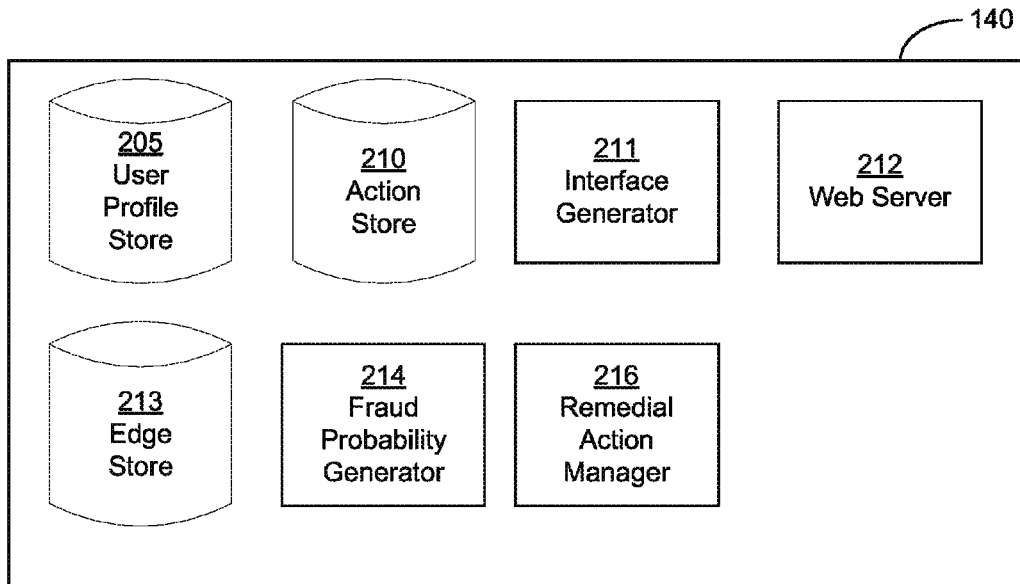 140
205
User
Profile
Store
210
Action
Store
211
Interface
Generator
212
Web Server
213
Edge
Store
214
Fraud
Probability
Generator
216
Remedial
Action
Manager